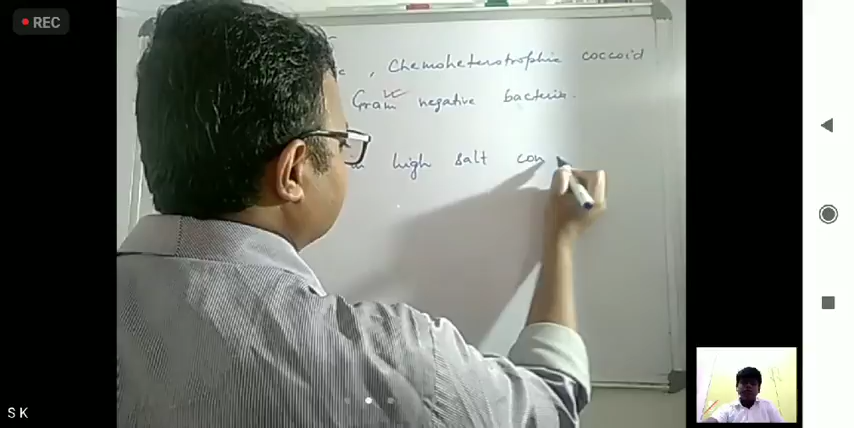 REC
, Chemoheterotrophic coccoid
Gram negative bacteria.
high salt con
S K